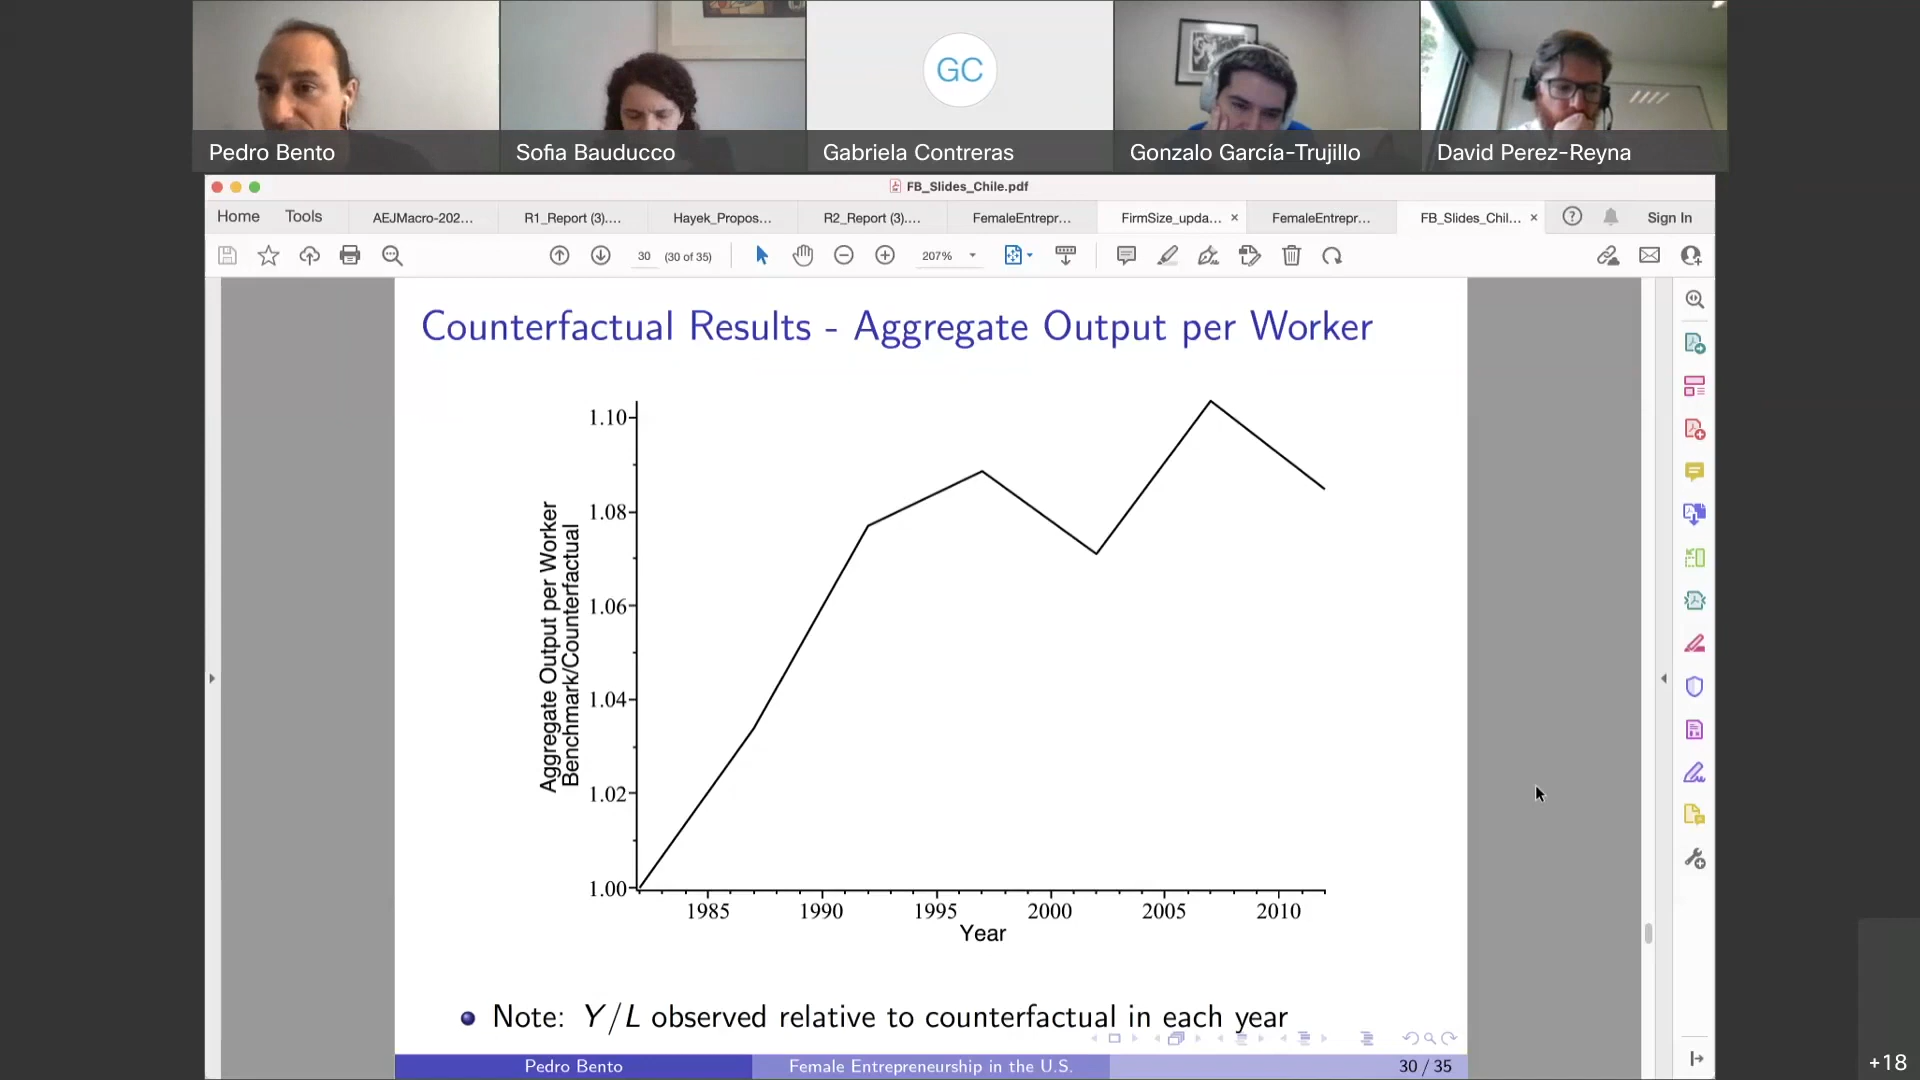 Pedro Bento
Sofia Bauducco
GC
Gabriela Contreras
Gonzalo García-Trujillo
David Perez-Reyna
FB_Slides_Chile.pdf
Home Tools AEJMacro-202... R1_Report (3).... Hayek_Propos... R2_Report (3).... FemaleEntrepr... FirmSize_upda... × FemaleEntrepr... FB_Slides_Chil... × Sign In
30 (30 of 35) 207%
Counterfactual Results - Aggregate Output per Worker
Aggregate Output per Worker
Benchmark/Counterfactual
1.10
1.08
1.06
1.04
1.02
1.00
1985 1990 1995 2000 2005 2010
Year
Note: Y/L observed relative to counterfactual in each year
Pedro Bento Female Entrepreneurship in the U.S. 30 / 35
+18